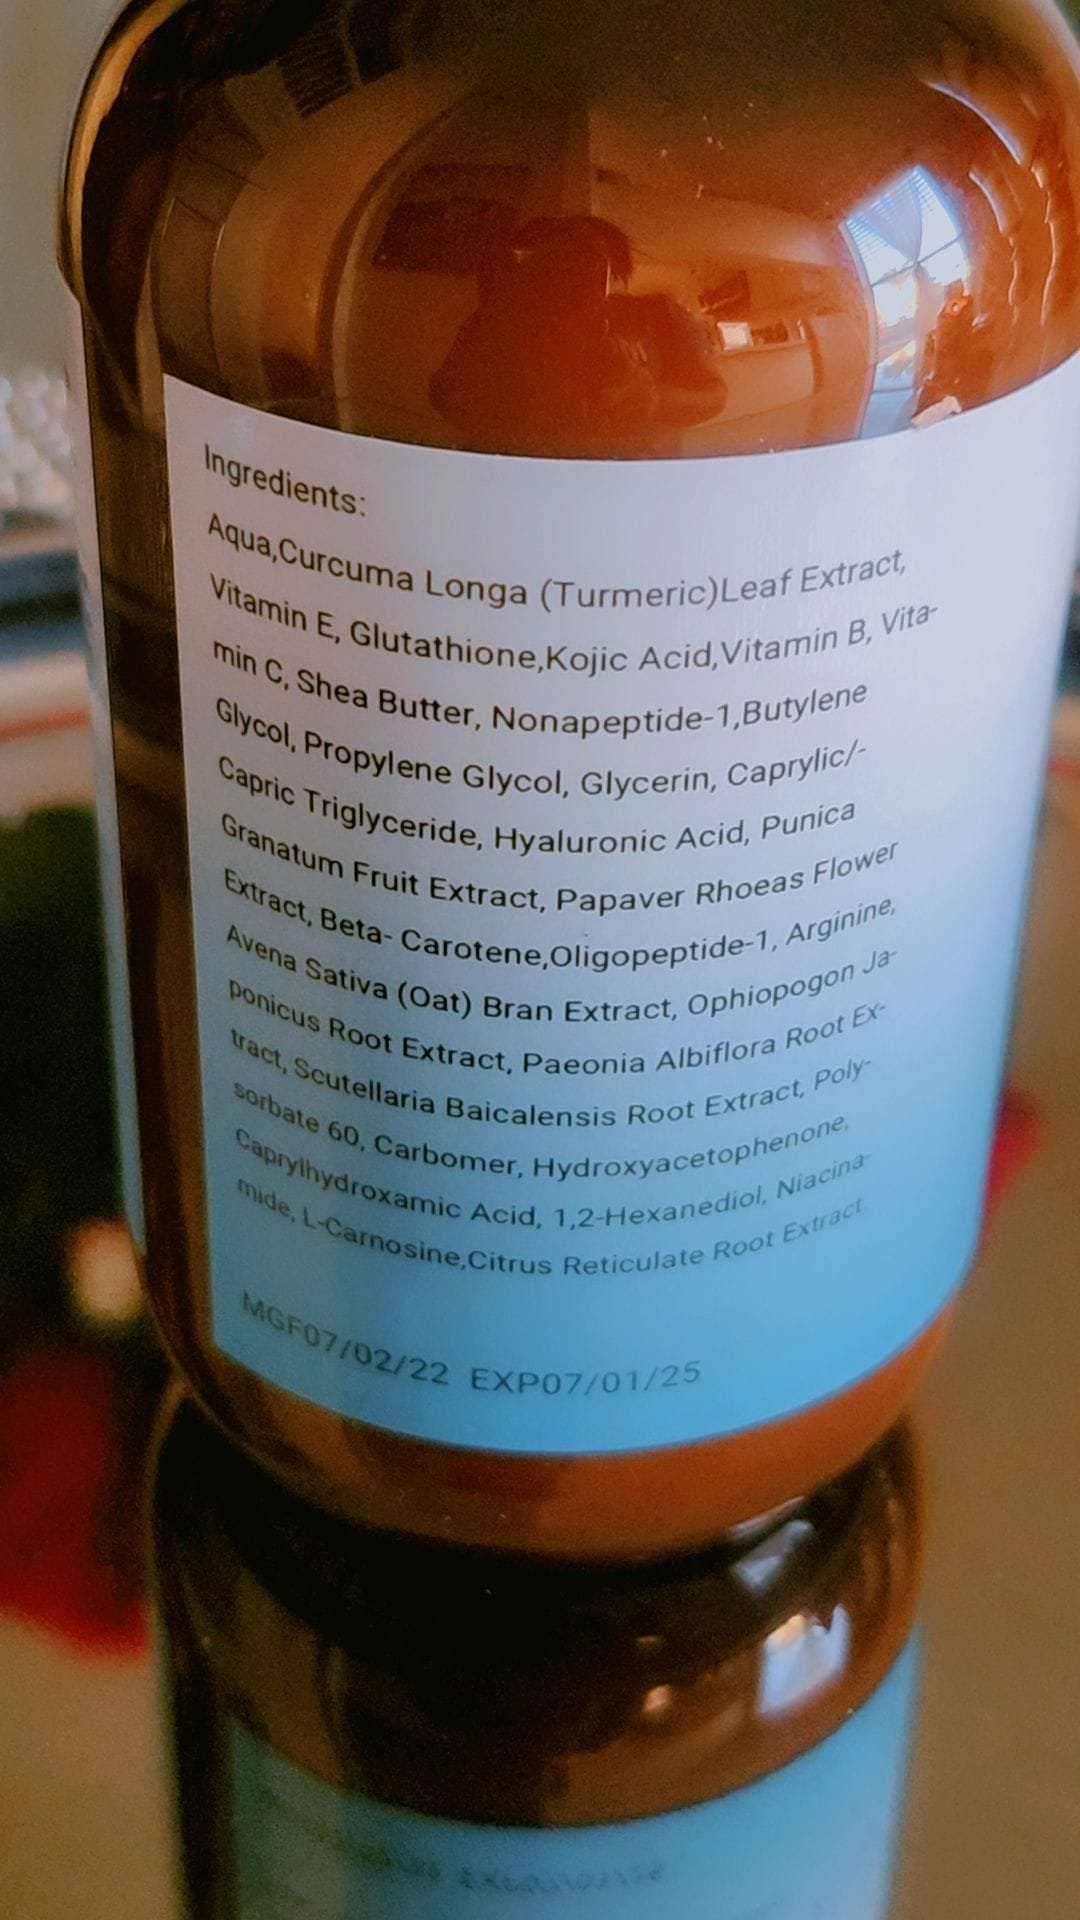 Ingredients:
Aqua,Curcuma Longa (Turmeric)Leaf Extract,
Vitamin E, Glutathione,Kojic Acid,Vitamin B, Vita-
min C, Shea Butter, Nonapeptide-1,Butylene
Glycol, Propylene Glycol, Glycerin, Caprylic/-
Capric Triglyceride, Hyaluronic Acid, Punica
Granatum Fruit Extract, Papaver Rhoeas Flower
Extract, Beta- Carotene,Oligopeptide-1, Arginine,
Avena Sativa (Oat) Bran Extract, Ophiopogon Ja-
ponicus Root Extract, Paeonia Albiflora Root Ex-
tract, Scutellaria Baicalensis Root Extract, Poly-
sorbate 60, Carbomer, Hydroxyacetophenone,
Caprylhydroxamic Acid, 1,2-Hexanediol, Niacina-
mide, L-Carnosine,Citrus Reticulate Root Extract.
MGF07/02/22 EXP07/01/25